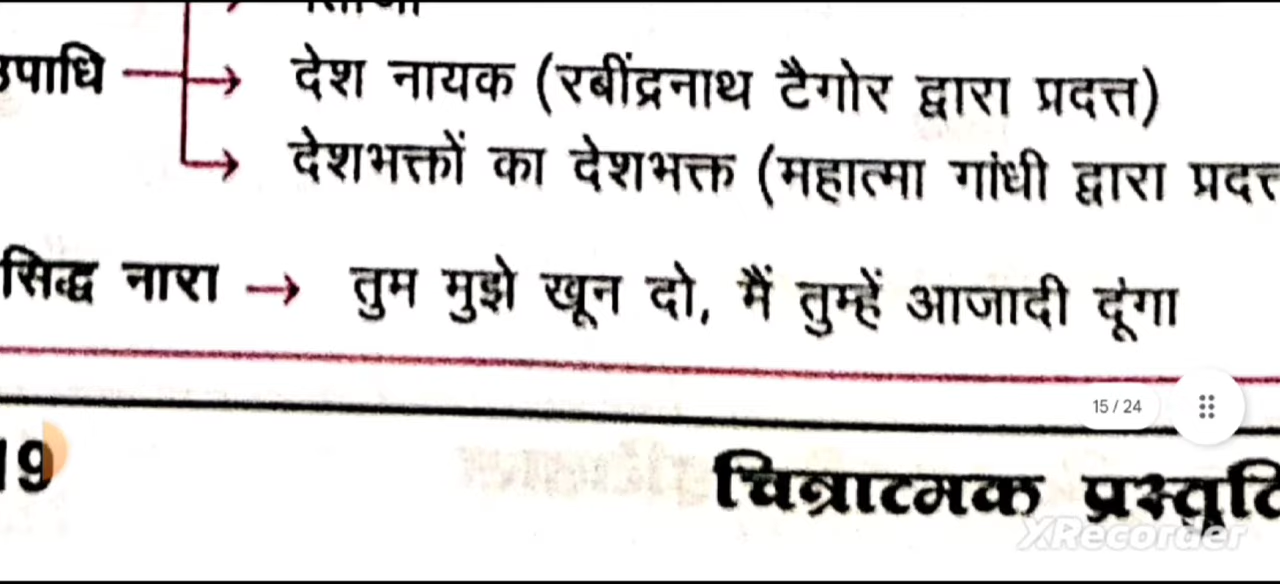 उपाधि → देश नायक (रबींद्रनाथ टैगोर द्वारा प्रदत्त)
→ देशभक्तों का देशभक्त (महात्मा गांधी द्वारा प्रदत्त
सिद्ध नारा → तुम मुझे खून दो, मैं तुम्हें आजादी दूंगा
15 / 24
19
चित्रात्मक प्रस्तुति
XRecorder